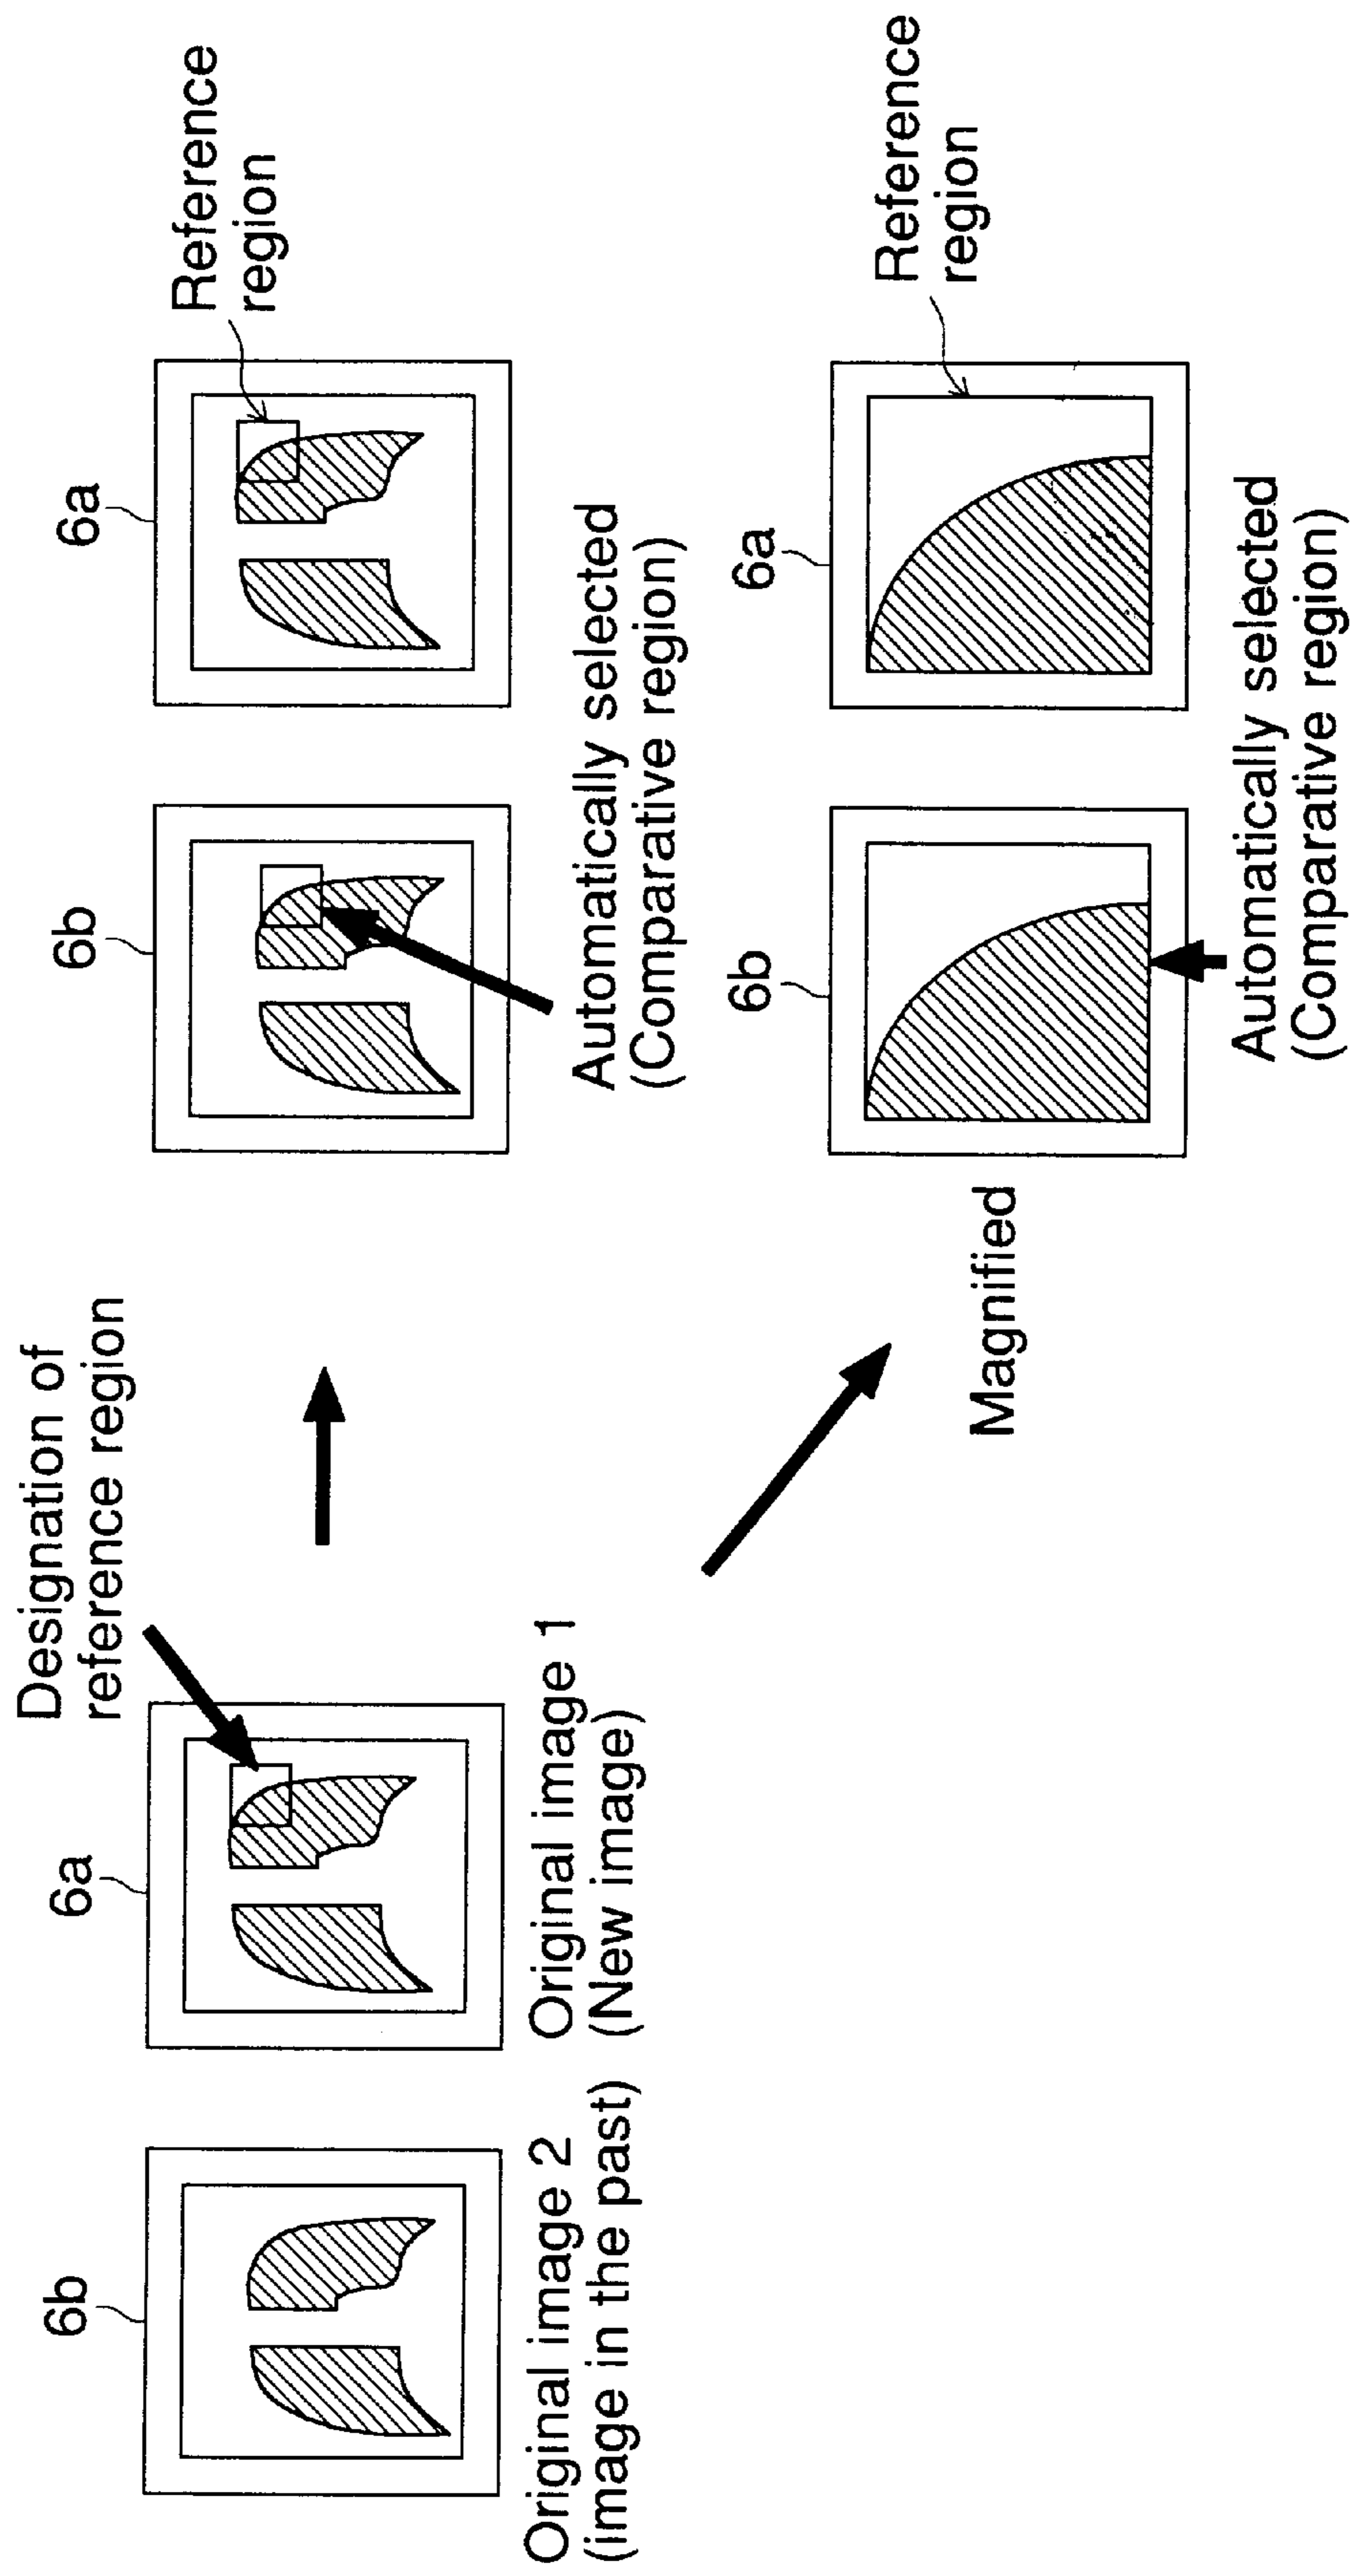 Designation of
reference region
6b
6a
Original image 2
(image in the past)
Original image 1
(New image)
6b
6a
Reference
region
Automatically selected
(Comparative region)
Magnified
6b
6a
Reference
region
Automatically selected
(Comparative region)